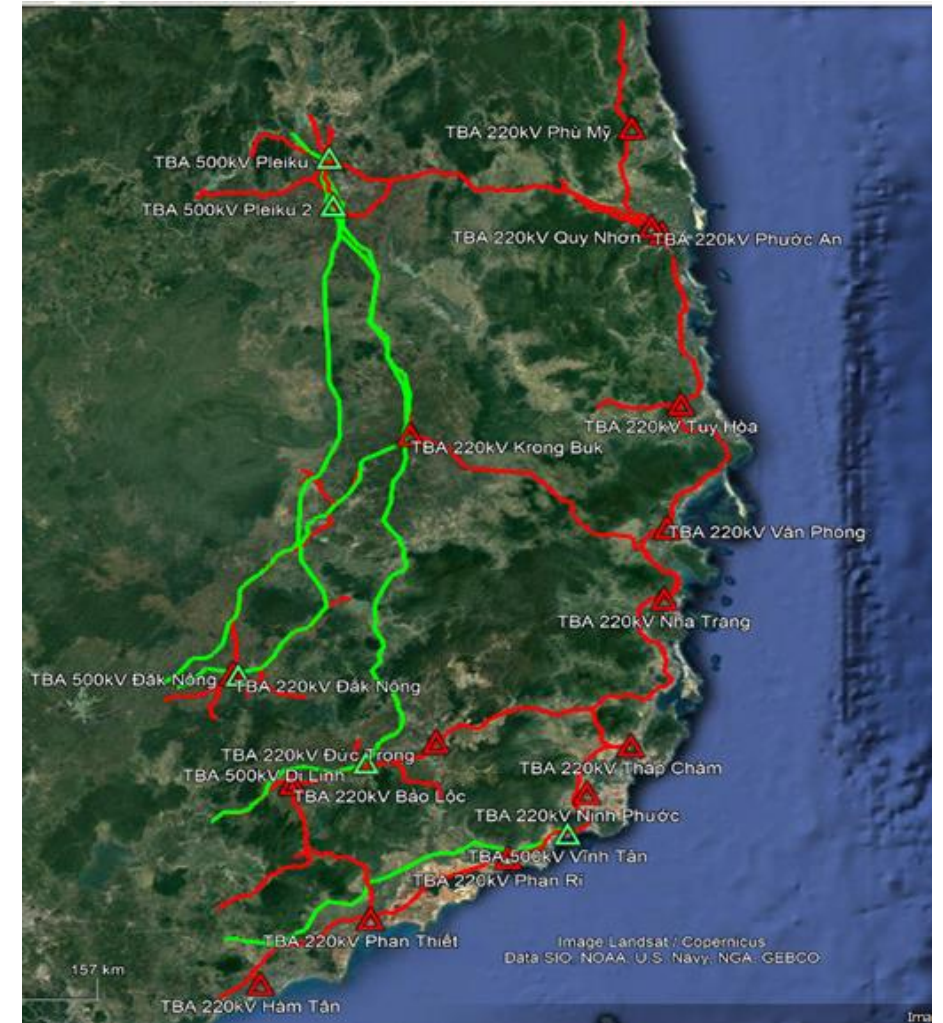 TBA 220kV Phù Mỹ
TBA 500kV Pleiku
TBA 500kV Pleiku 2
TBA 220kV Quy Nhơn
TBA 220kV Phước An
TBA 220kV Tuy Hòa
TBA 220kV Krong Buk
TBA 220kV Vân Phong
TBA 220kV Nha Trang
TBA 500kV Đăk Nông
TBA 220kV Đắk Nông
TBA 220kV Đức Trọng
TBA 500kV Di Linh
TBA 220kV Tháp Chàm
TBA 220kV Bảo Lộc
TBA 220kV Ninh Phước
TBA 500kV Vĩnh Tân
TBA 220kV Phan Rí
TBA 220kV Phan Thiết
Image Landsat / Copernicus
Data SIO, NOAA, U.S. Navy, NGA, GEBCO
157 km
TBA 220kV Hàm Tân